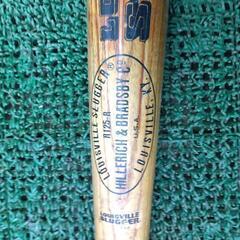 LOUISVILLE SLUGGER®
R125-R
HILLERICH & BRADSBY Cº
U.S.A
LOUISVILLE, KY.
LOUISVILLE
SLUGGER